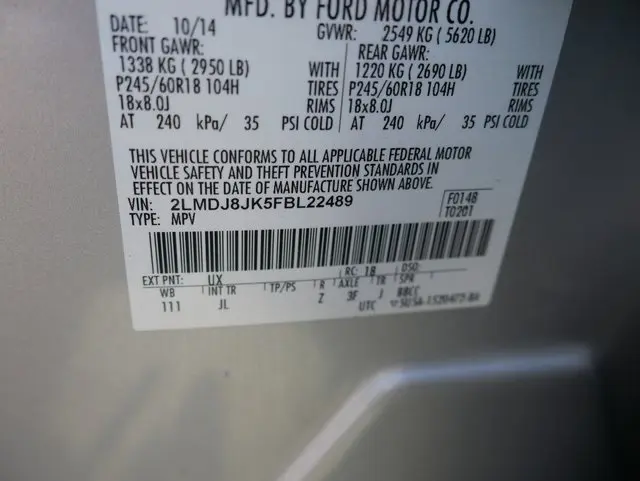 MFD. BY FORD MOTOR CO.
DATE: 10/14 GVWR: 2549 KG ( 5620 LB)
FRONT GAWR: REAR GAWR:
1338 KG ( 2950 LB) WITH 1220 KG ( 2690 LB) WITH
P245/60R18 104H TIRES P245/60R18 104H TIRES
18x8.0J RIMS 18x8.0J RIMS
AT 240 kPa/ 35 PSI COLD AT 240 kPa/ 35 PSI COLD
THIS VEHICLE CONFORMS TO ALL APPLICABLE FEDERAL MOTOR
VEHICLE SAFETY AND THEFT PREVENTION STANDARDS IN
EFFECT ON THE DATE OF MANUFACTURE SHOWN ABOVE.
VIN: 2LMDJ8JK5FBL22489 F0148
TYPE: MPV T0201
EXT PNT: UX RC: 18 DSO:
WB INT TR TP/PS R AXLE TR SPR
111 JL Z 3F J BBCC
UTC